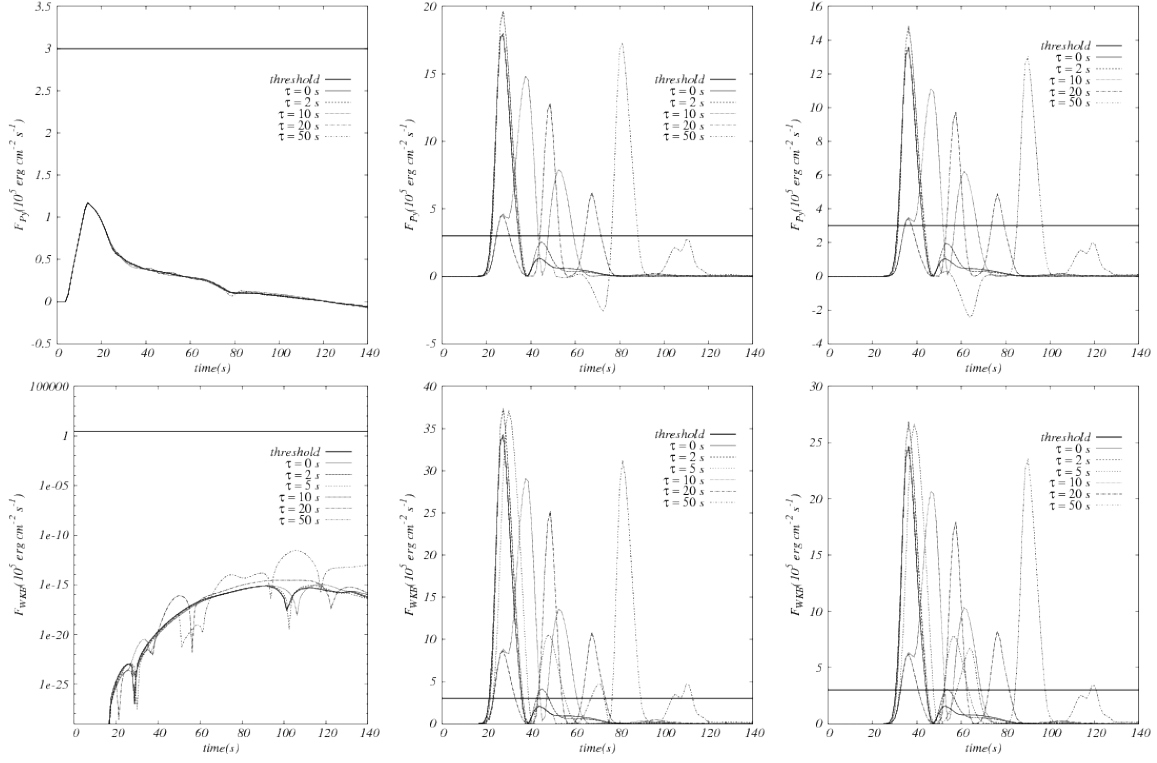 3.5
3
2.5
2
1.5
1
0.5
0
-0.5
0 20 40 60 80 100 120 140
time(s)
F_Py(10^5 erg cm^-2 s^-1)
threshold
τ = 0 s
τ = 2 s
τ = 10 s
τ = 20 s
τ = 50 s
20
15
10
5
0
-5
0 20 40 60 80 100 120 140
time(s)
F_Py(10^5 erg cm^-2 s^-1)
threshold
τ = 0 s
τ = 2 s
τ = 10 s
τ = 20 s
τ = 50 s
16
14
12
10
8
6
4
2
0
-2
-4
0 20 40 60 80 100 120 140
time(s)
F_Py(10^5 erg cm^-2 s^-1)
threshold
τ = 0 s
τ = 2 s
τ = 10 s
τ = 20 s
τ = 50 s
100000
1
1e-05
1e-10
1e-15
1e-20
1e-25
0 20 40 60 80 100 120 140
time(s)
F_WKB(10^5 erg cm^-2 s^-1)
threshold
τ = 0 s
τ = 2 s
τ = 5 s
τ = 10 s
τ = 20 s
τ = 50 s
40
35
30
25
20
15
10
5
0
0 20 40 60 80 100 120 140
time(s)
F_WKB(10^5 erg cm^-2 s^-1)
threshold
τ = 0 s
τ = 2 s
τ = 5 s
τ = 10 s
τ = 20 s
τ = 50 s
30
25
20
15
10
5
0
0 20 40 60 80 100 120 140
time(s)
F_WKB(10^5 erg cm^-2 s^-1)
threshold
τ = 0 s
τ = 2 s
τ = 5 s
τ = 10 s
τ = 20 s
τ = 50 s